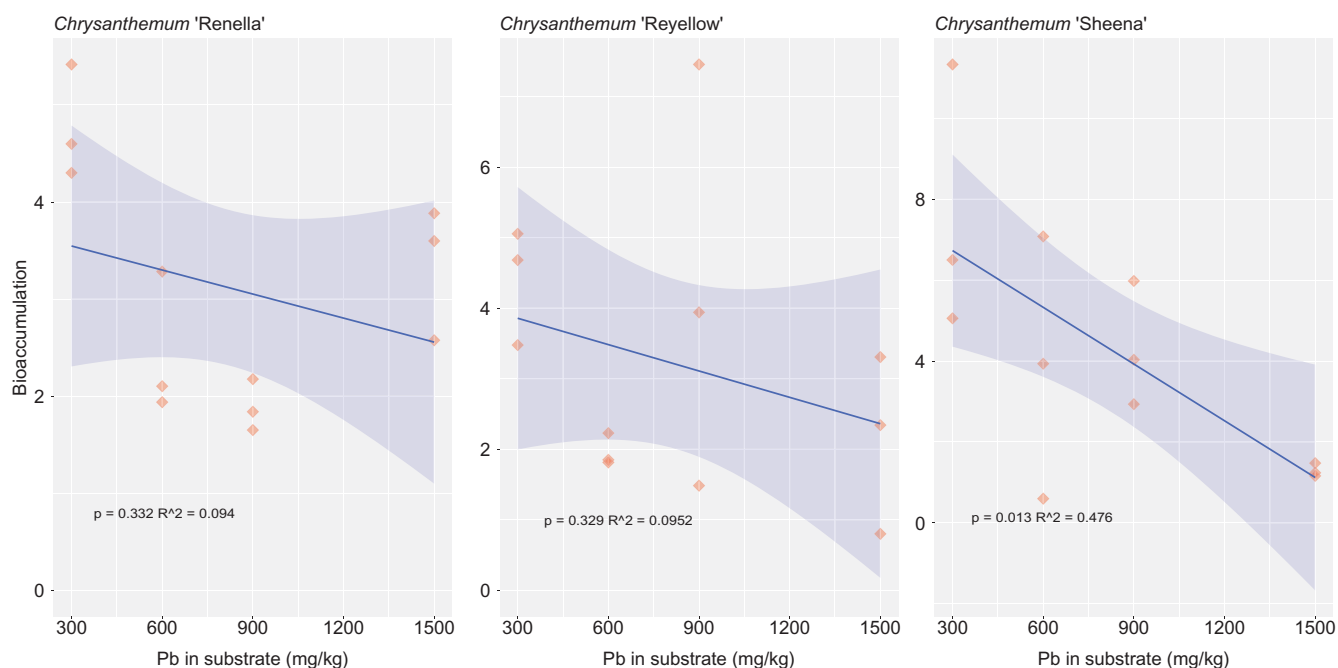 Chrysanthemum 'Renella'
Chrysanthemum 'Reyellow'
Chrysanthemum 'Sheena'
Bioaccumulation
4
2
0
p = 0.332 R^2 = 0.094
300 600 900 1200 1500
Pb in substrate (mg/kg)
6
4
2
0
p = 0.329 R^2 = 0.0952
300 600 900 1200 1500
Pb in substrate (mg/kg)
8
4
0
p = 0.013 R^2 = 0.476
300 600 900 1200 1500
Pb in substrate (mg/kg)